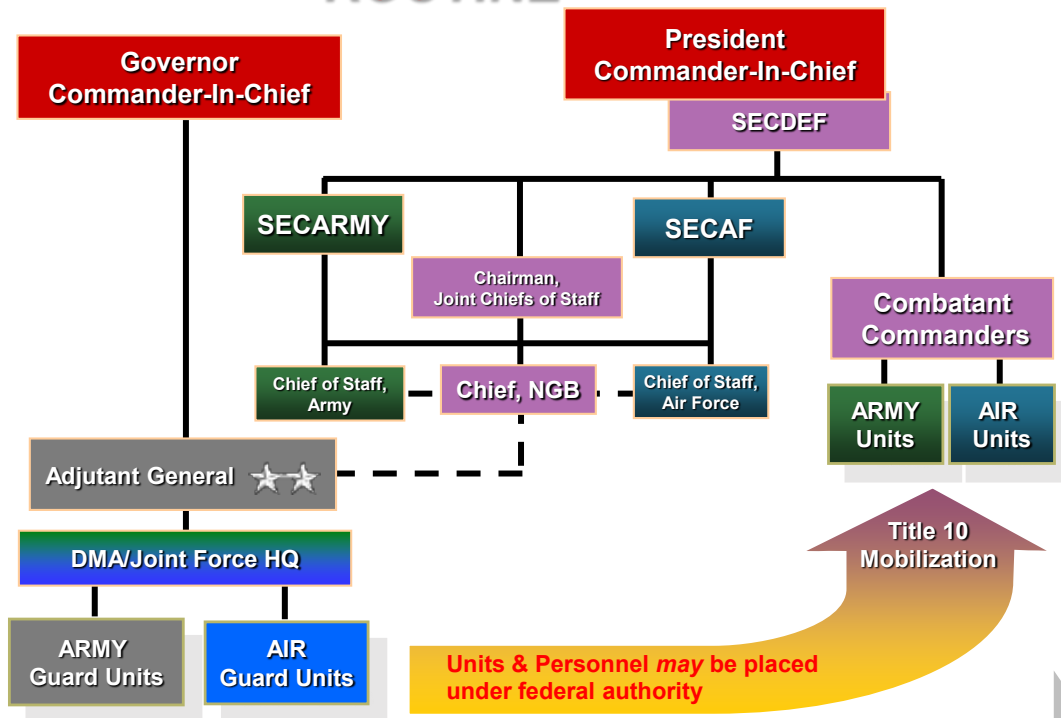 Governor
Commander-In-Chief
President
Commander-In-Chief
SECDEF
SECARMY
SECAF
Chairman,
Joint Chiefs of Staff
Combatant
Commanders
Chief of Staff,
Army
Chief, NGB
Chief of Staff,
Air Force
ARMY
Units
AIR
Units
Adjutant General
DMA/Joint Force HQ
ARMY
Guard Units
AIR
Guard Units
Title 10
Mobilization
Units & Personnel may be placed
under federal authority